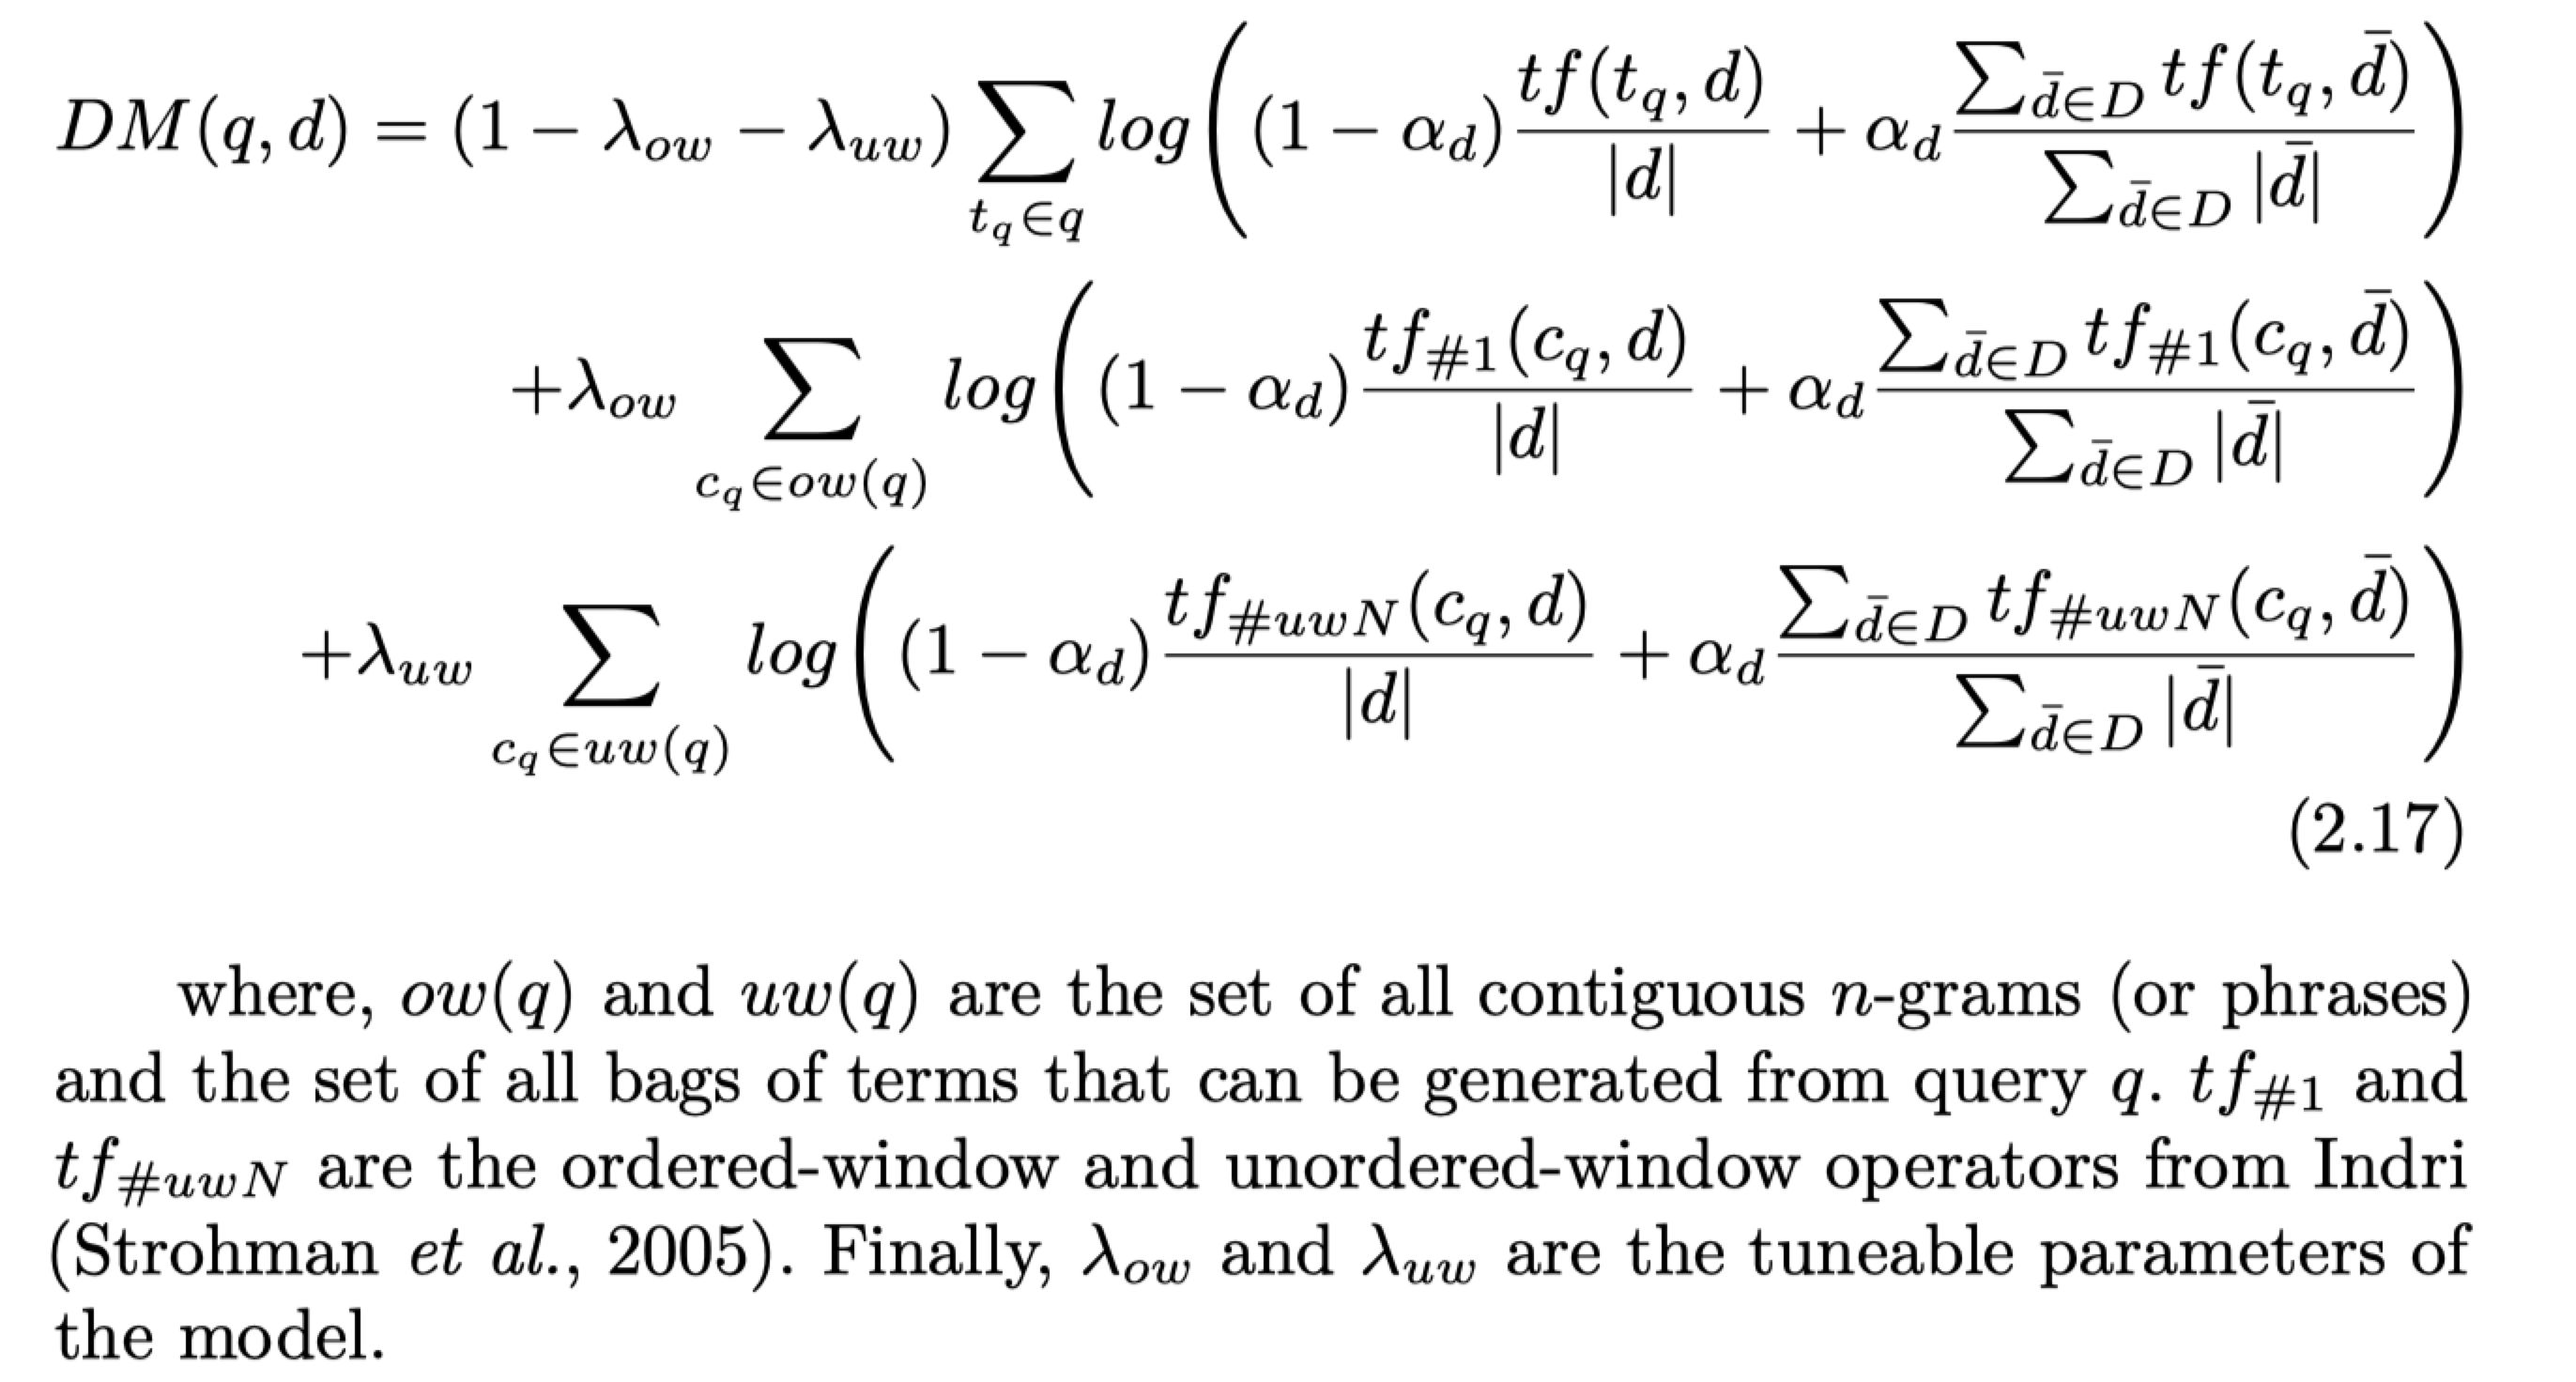 $DM(q, d) = (1 - \lambda_{ow} - \lambda_{uw}) \sum_{t_q \in q} log\left((1 - \alpha_d)\frac{tf(t_q, d)}{|d|} + \alpha_d \frac{\sum_{\bar{d} \in D} tf(t_q, \bar{d})}{\sum_{\bar{d} \in D} |\bar{d}|}\right)$
$+\lambda_{ow} \sum_{c_q \in ow(q)} log\left((1 - \alpha_d)\frac{tf_{\#1}(c_q, d)}{|d|} + \alpha_d \frac{\sum_{\bar{d} \in D} tf_{\#1}(c_q, \bar{d})}{\sum_{\bar{d} \in D} |\bar{d}|}\right)$
$+\lambda_{uw} \sum_{c_q \in uw(q)} log\left((1 - \alpha_d)\frac{tf_{\#uwN}(c_q, d)}{|d|} + \alpha_d \frac{\sum_{\bar{d} \in D} tf_{\#uwN}(c_q, \bar{d})}{\sum_{\bar{d} \in D} |\bar{d}|}\right)$
(2.17)
where, $ow(q)$ and $uw(q)$ are the set of all contiguous $n$-grams (or phrases)
and the set of all bags of terms that can be generated from query $q$. $tf_{\#1}$ and
$tf_{\#uwN}$ are the ordered-window and unordered-window operators from Indri
(Strohman et al., 2005). Finally, $\lambda_{ow}$ and $\lambda_{uw}$ are the tuneable parameters of
the model.